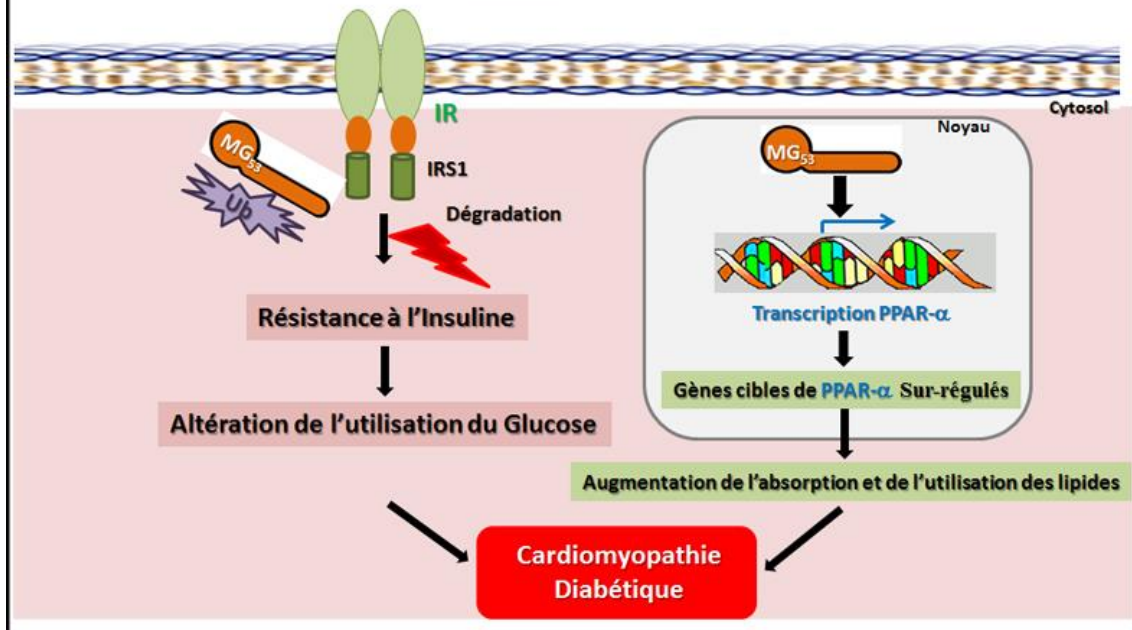 IR
Cytosol
Noyau
MG53
MG53
IRS1
Ub
Dégradation
Résistance à l’Insuline
Transcription PPAR-α
Gènes cibles de PPAR-α Sur-régulés
Altération de l’utilisation du Glucose
Augmentation de l’absorption et de l’utilisation des lipides
Cardiomyopathie
Diabétique